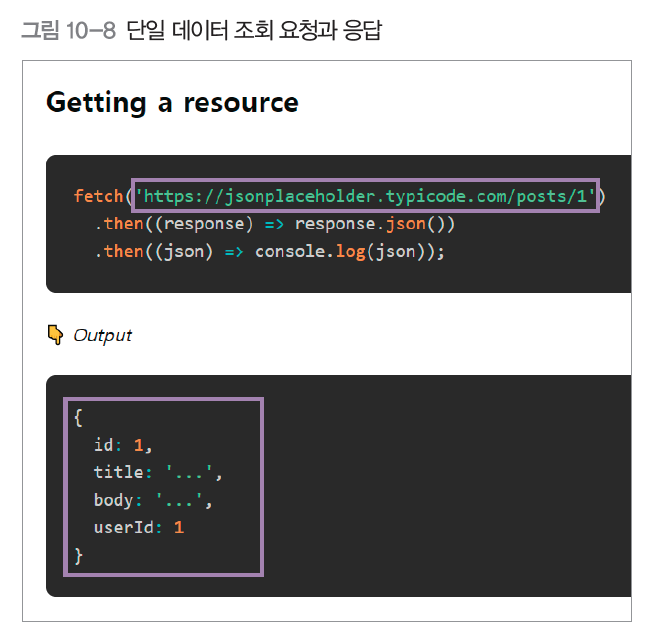 그림 10-8 단일 데이터 조회 요청과 응답
Getting a resource
fetch('https://jsonplaceholder.typicode.com/posts/1')
.then((response) => response.json())
.then((json) => console.log(json));
👇 Output
{
id: 1,
title: '...',
body: '...',
userId: 1
}